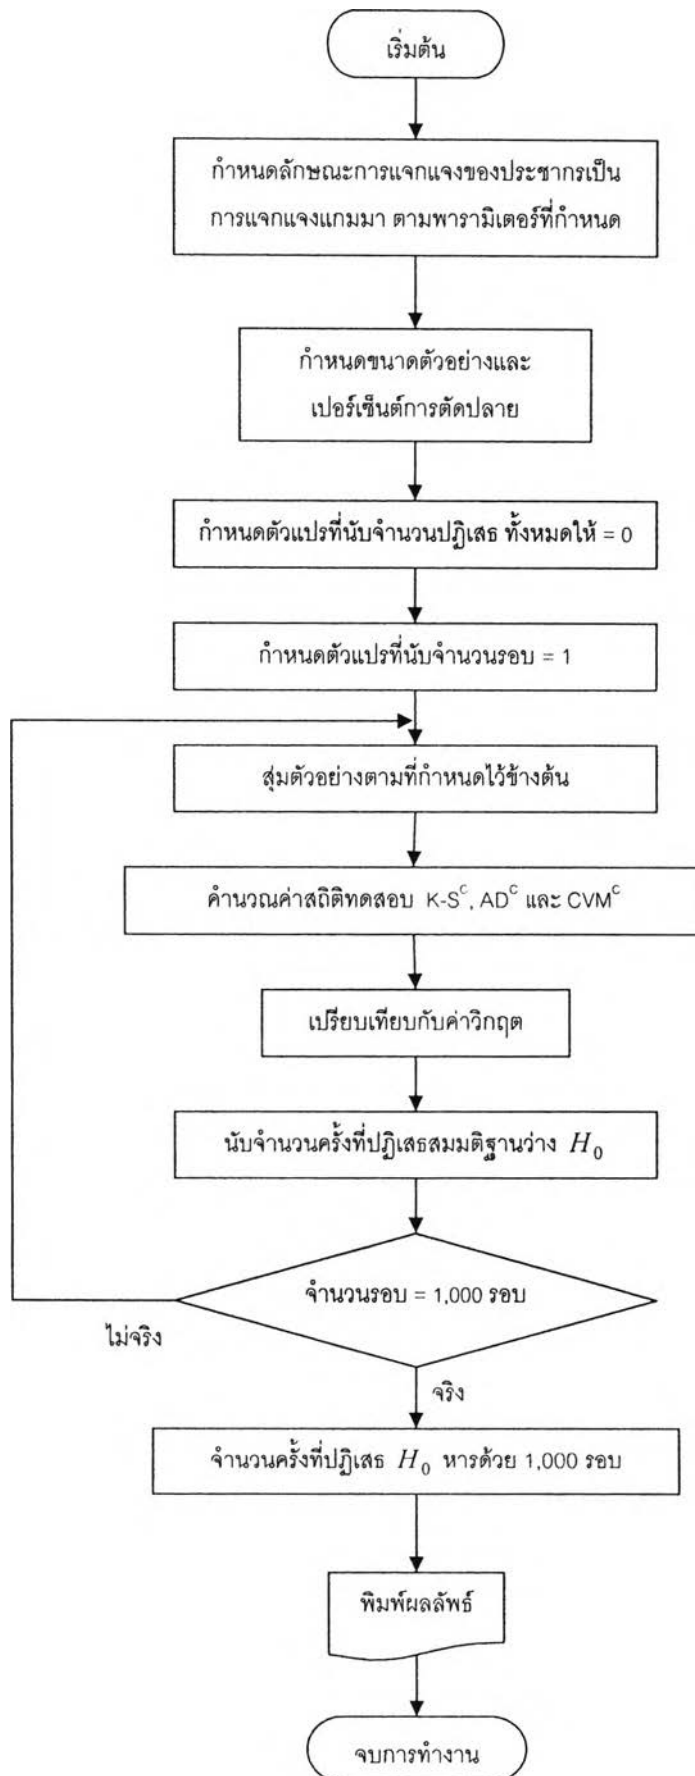 เริ่มต้น
กำหนดลักษณะการแจกแจงของประชากรเป็น
การแจกแจงแกมมา ตามพารามิเตอร์ที่กำหนด
กำหนดขนาดตัวอย่างและ
เปอร์เซ็นต์การตัดปลาย
กำหนดตัวแปรที่นับจำนวนปฏิเสธ ทั้งหมดให้ = 0
กำหนดตัวแปรที่นับจำนวนรอบ = 1
สุ่มตัวอย่างตามที่กำหนดไว้ข้างต้น
คำนวณค่าสถิติทดสอบ K-S^c, AD^c และ CVM^c
เปรียบเทียบกับค่าวิกฤต
นับจำนวนครั้งที่ปฏิเสธสมมติฐานว่าง H₀
จำนวนรอบ = 1,000 รอบ
ไม่จริง
จริง
จำนวนครั้งที่ปฏิเสธ H₀ หารด้วย 1,000 รอบ
พิมพ์ผลลัพธ์
จบการทำงาน